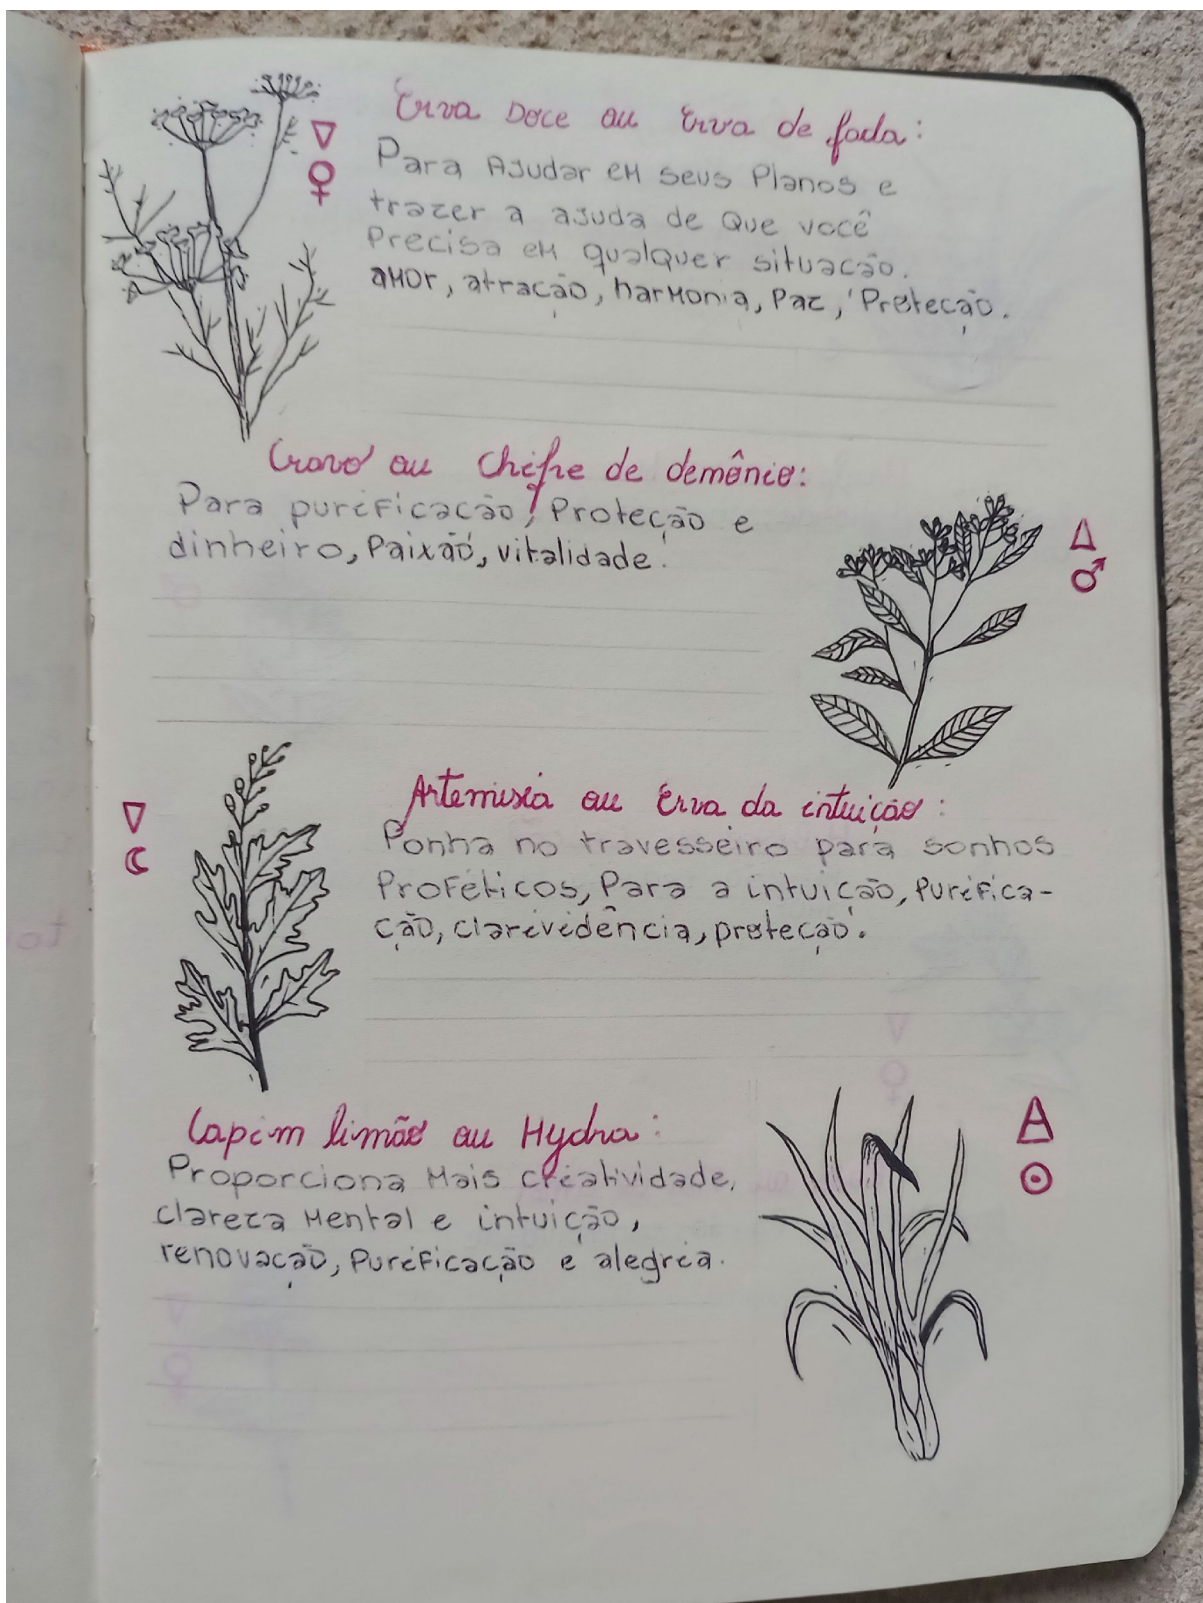 Erva Doce ou Erva de fada:
Para Ajudar em seus Planos e
trazer a ajuda de Que você
Precisa em qualquer situação.
amor, atração, harmonia, Paz, Proteção.
Cravo ou Chifre de demônio:
Para purificação, Proteção e
dinheiro, Paixão, vitalidade.
Artemisia ou Erva da intuição:
Ponha no travesseiro para sonhos
Proféticos, Para a intuição, Purifica-
ção, clarividência, proteção.
Capim limão ou Hydra:
Proporciona Mais criatividade,
clareza Mental e intuição,
renovação, Purificação e alegria.